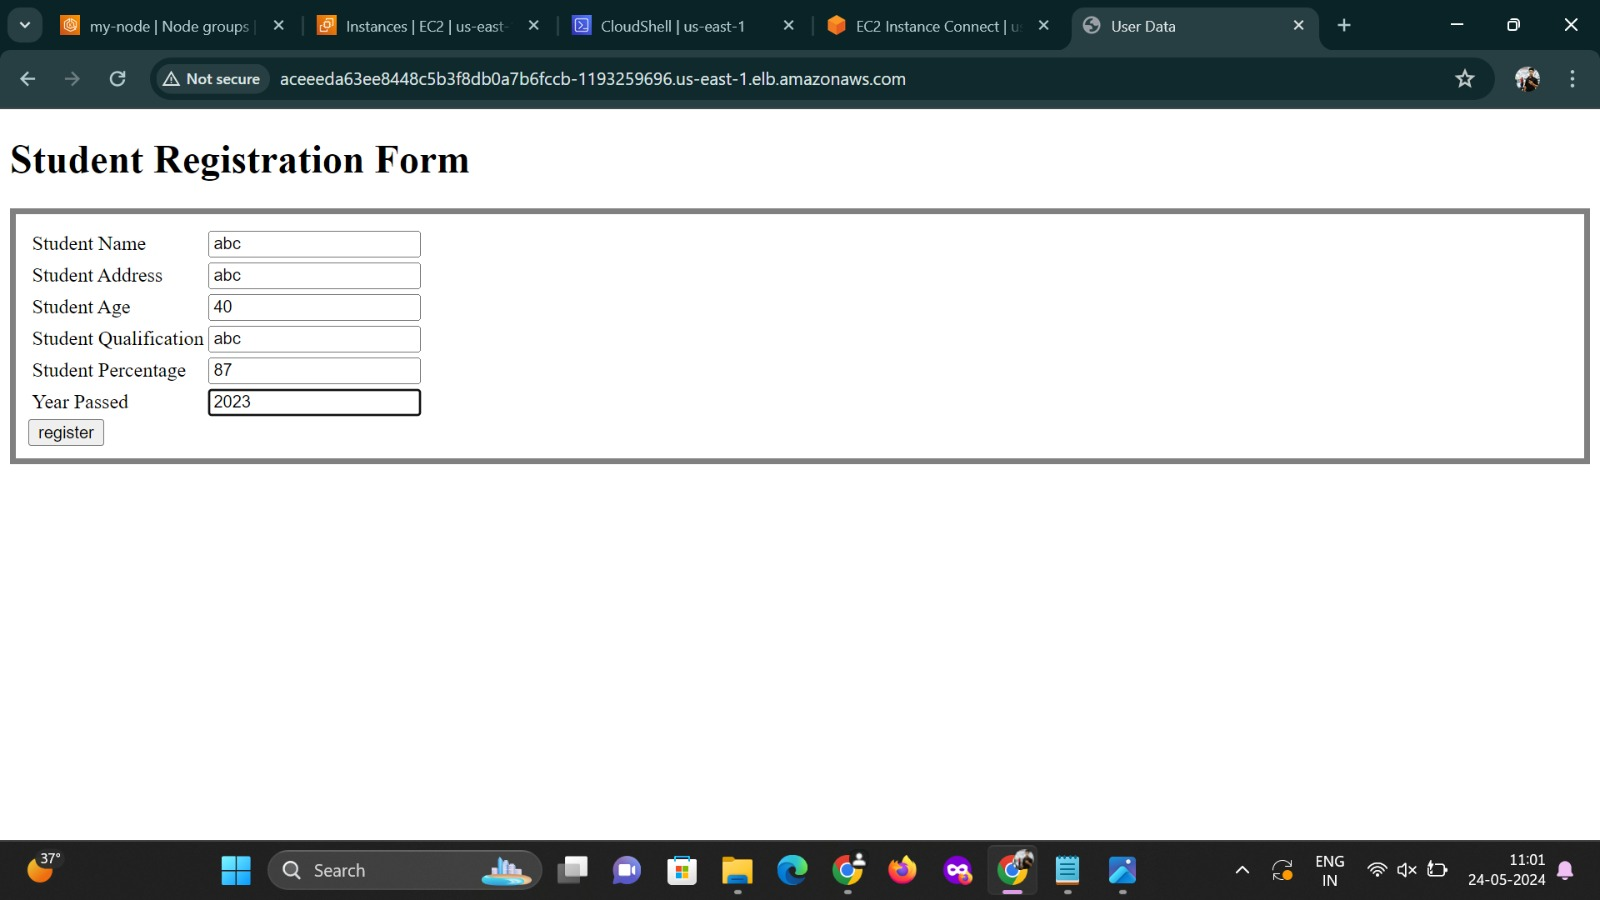 my-node | Node groups
Instances | EC2 | us-east-
CloudShell | us-east-1
EC2 Instance Connect | u
User Data
Not secure
aceeeda63ee8448c5b3f8db0a7b6fccb-1193259696.us-east-1.elb.amazonaws.com
Student Registration Form
Student Name abc
Student Address abc
Student Age 40
Student Qualification abc
Student Percentage 87
Year Passed 2023
register
37°
Search
ENG
IN
11:01
24-05-2024